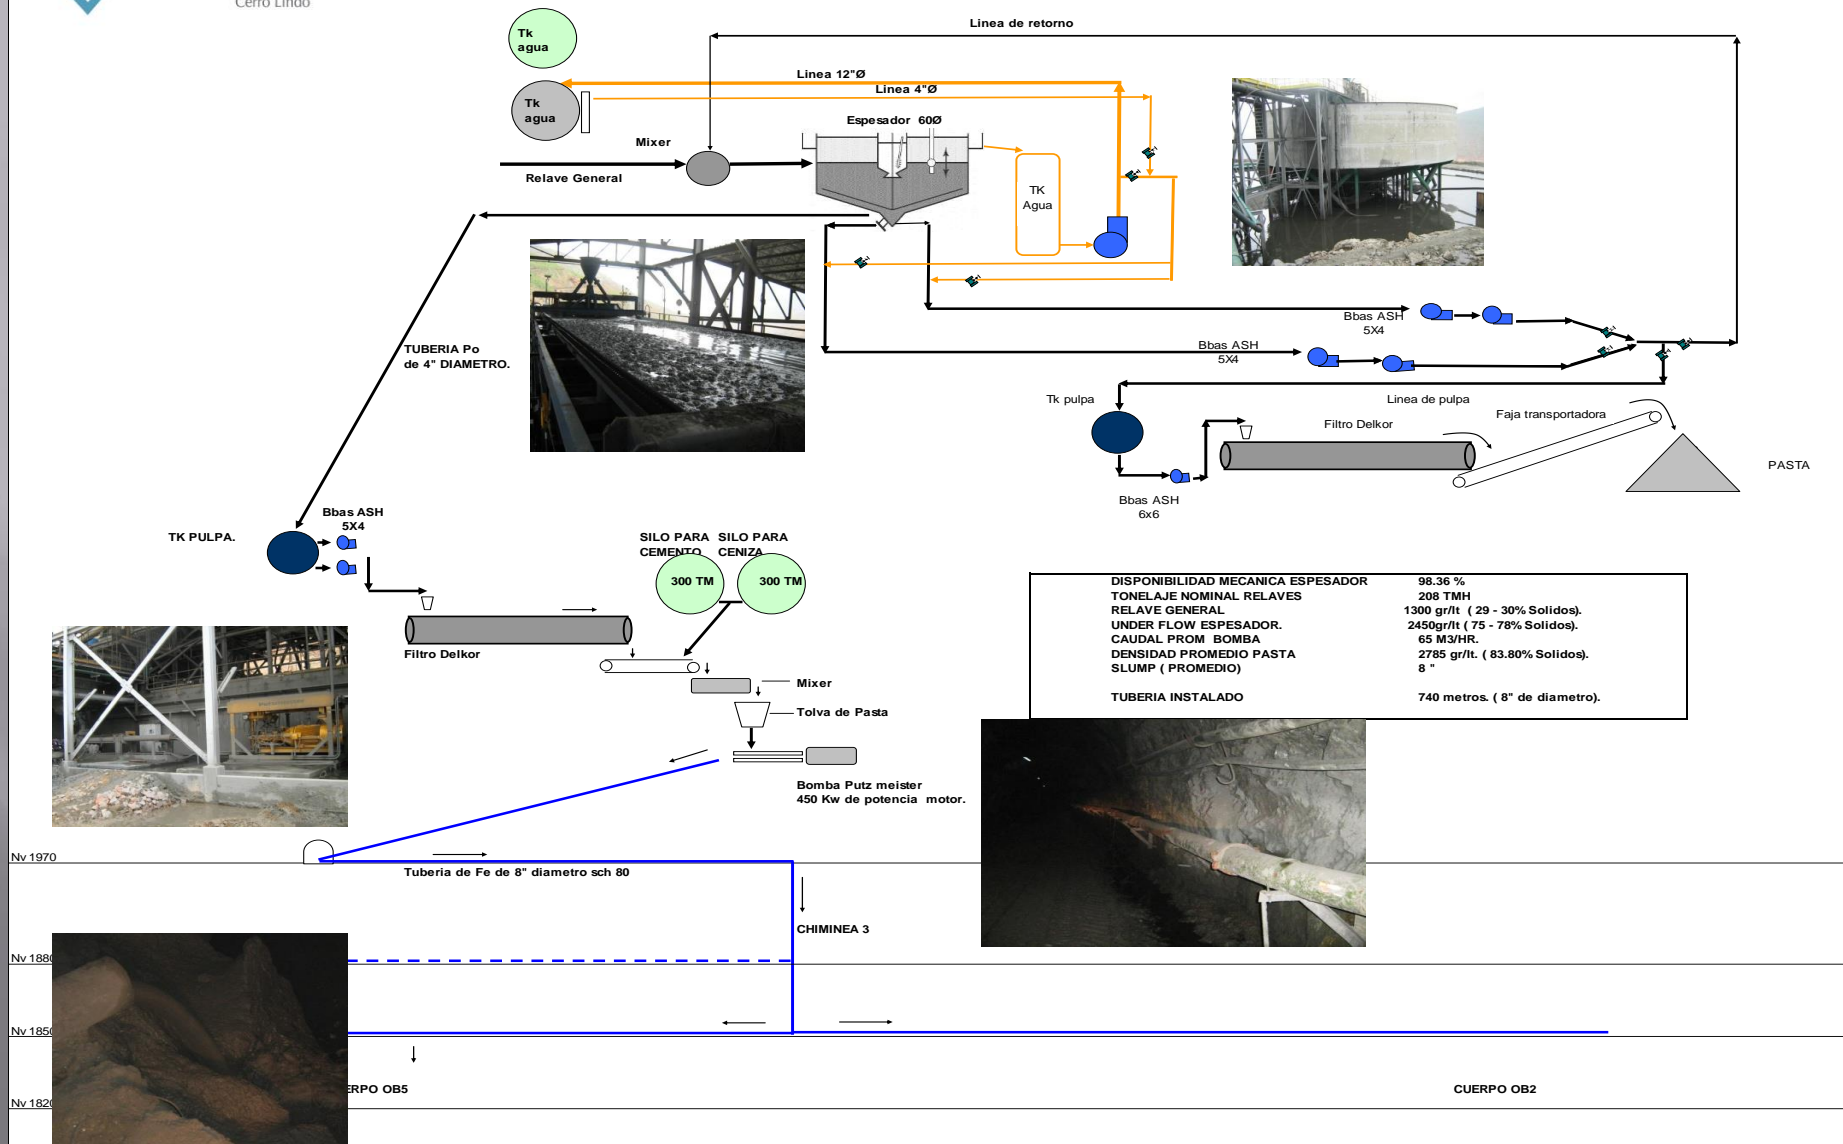 Cerro Lindo
Linea de retorno
Tk
agua
Linea 12"Ø
Linea 4"Ø
Tk
agua
Espesador 60Ø
Mixer
Relave General
TK
Agua
Bbas ASH
5X4
Bbas ASH
5X4
TUBERIA Po
de 4" DIAMETRO.
Tk pulpa
Linea de pulpa
Faja transportadora
Filtro Delkor
PASTA
Bbas ASH
6x6
Bbas ASH
5X4
TK PULPA.
SILO PARA
CEMENTO
SILO PARA
CENIZA
300 TM
300 TM
DISPONIBILIDAD MECANICA ESPESADOR 98.36 %
TONELAJE NOMINAL RELAVES 208 TMH
RELAVE GENERAL 1300 gr/lt ( 29 - 30% Solidos).
UNDER FLOW ESPESADOR. 2450gr/lt ( 75 - 78% Solidos).
CAUDAL PROM BOMBA 65 M3/HR.
DENSIDAD PROMEDIO PASTA 2785 gr/lt. ( 83.80% Solidos).
SLUMP ( PROMEDIO) 8 "
TUBERIA INSTALADO 740 metros. ( 8" de diametro).
Filtro Delkor
Mixer
Tolva de Pasta
Bomba Putz meister
450 Kw de potencia motor.
Nv 1970
Tuberia de Fe de 8" diametro sch 80
CHIMINEA 3
Nv 1880
Nv 1850
ERPO OB5
CUERPO OB2
Nv 1820